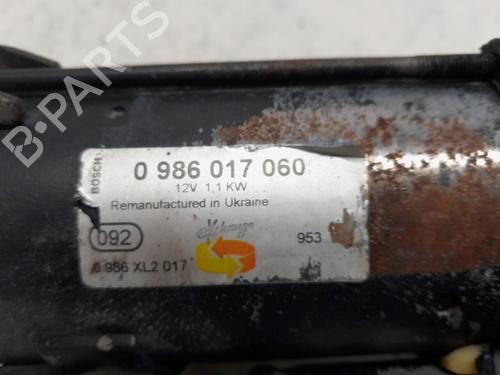 B-PARTS
BOSCH
0 986 017 060
12V 1,1 KW
Remanufactured in Ukraine
092
953
0 986 XL2 017